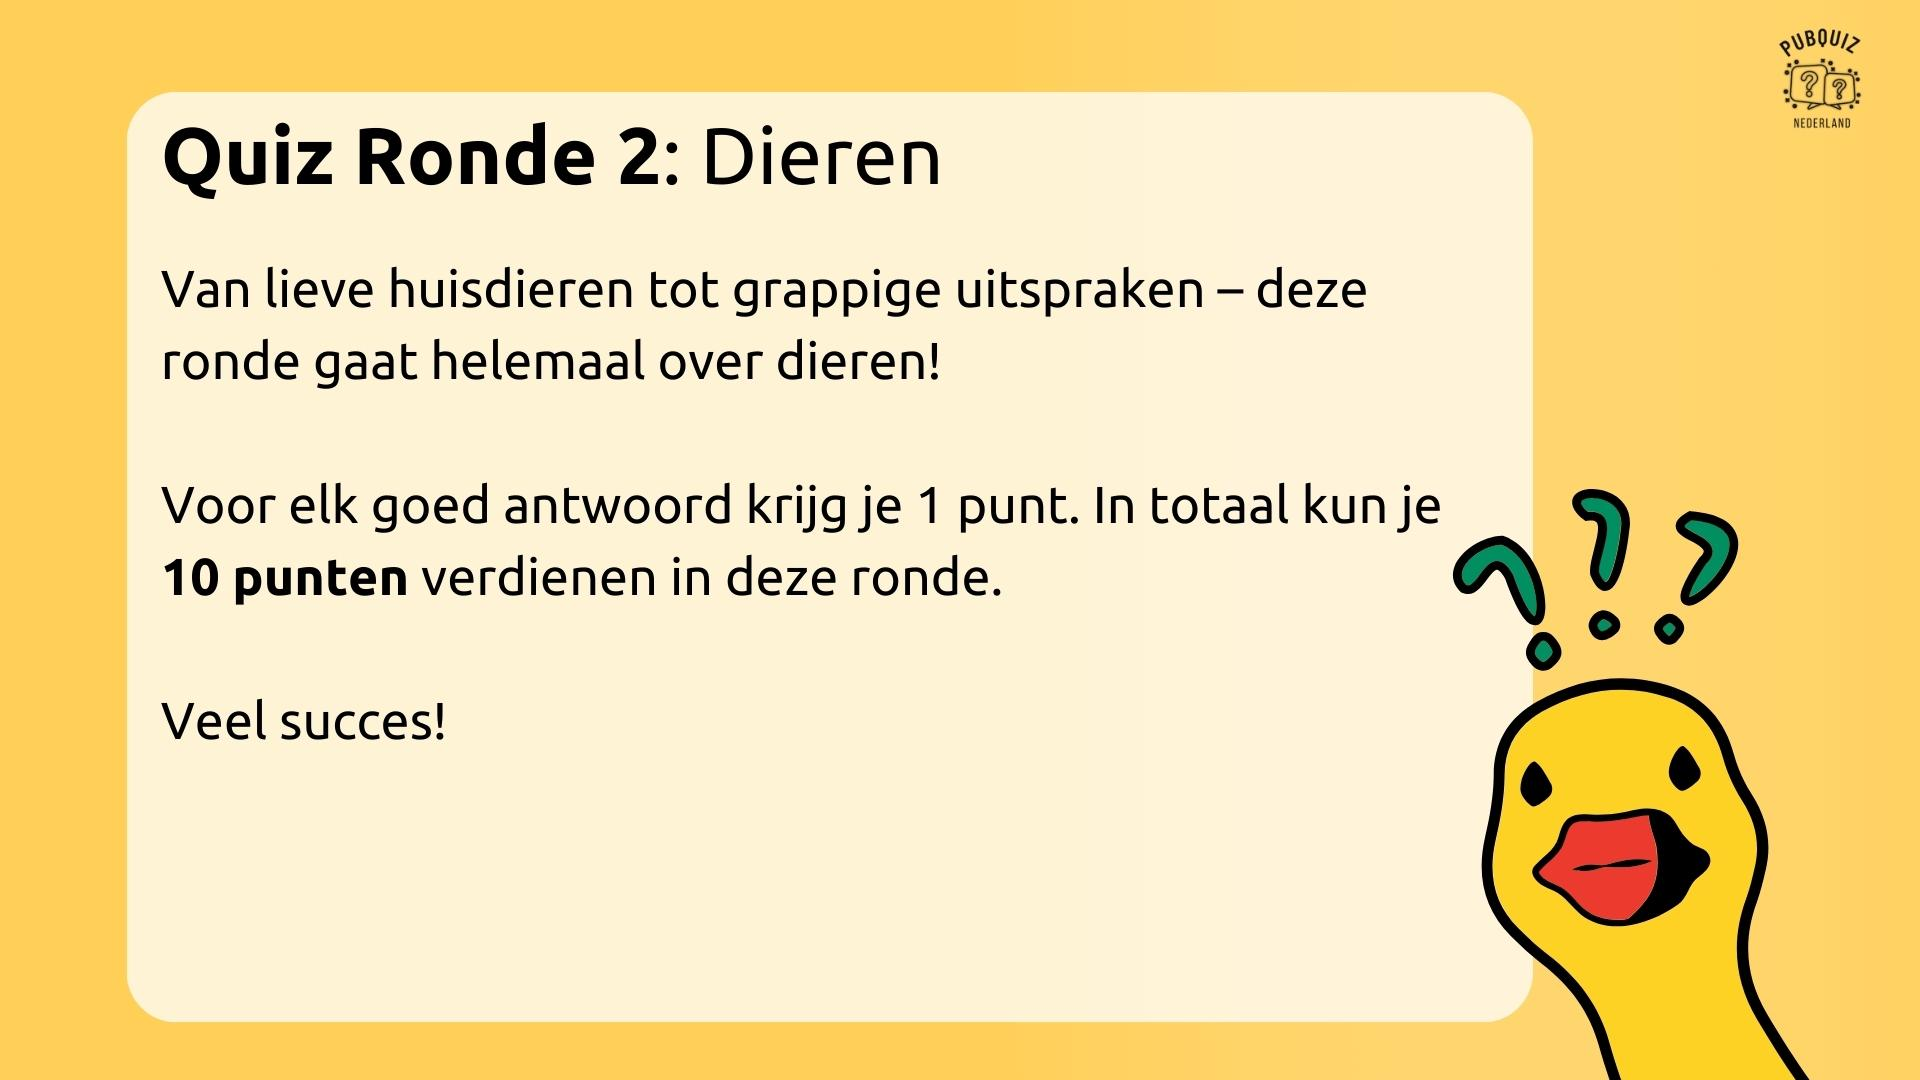 PUBQUIZ
? ?
NEDERLAND
Quiz Ronde 2: Dieren
Van lieve huisdieren tot grappige uitspraken – deze
ronde gaat helemaal over dieren!
Voor elk goed antwoord krijg je 1 punt. In totaal kun je
10 punten verdienen in deze ronde.
Veel succes!
???